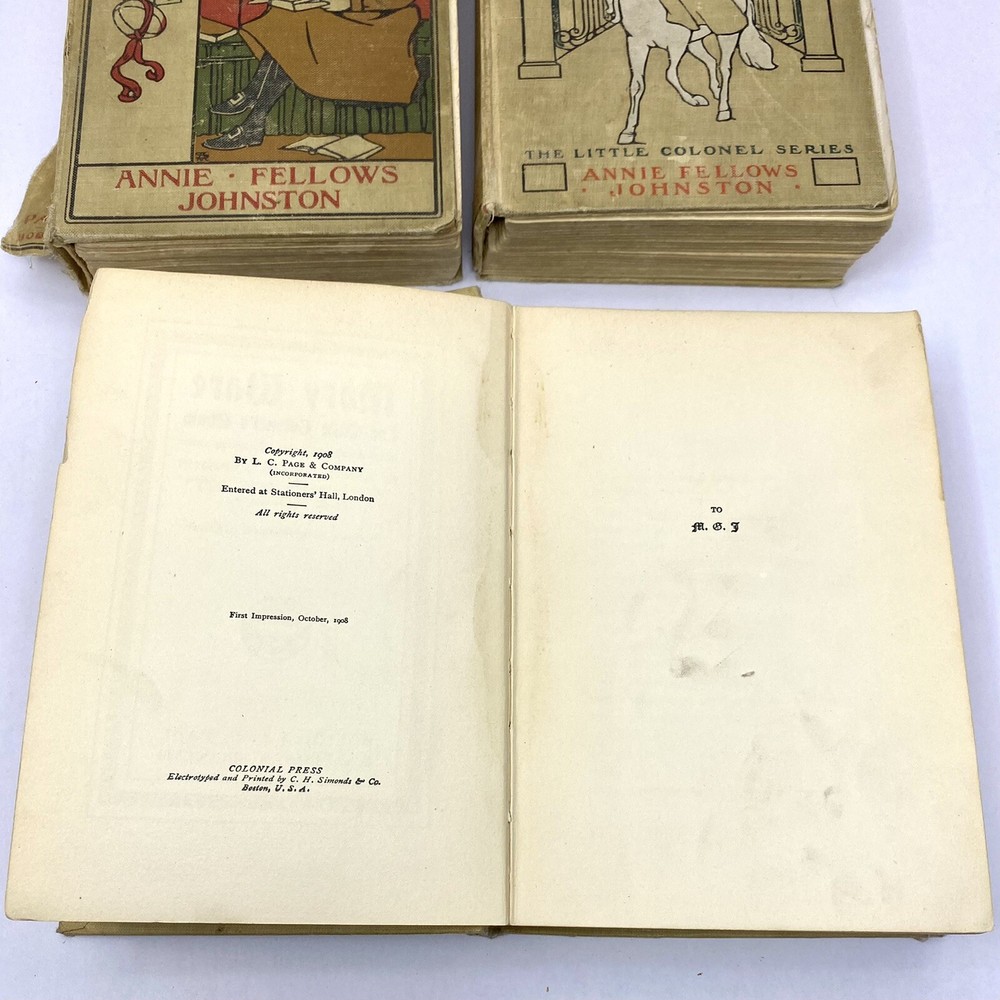 ANNIE · FELLOWS
JOHNSTON
THE LITTLE COLONEL SERIES
ANNIE FELLOWS
· JOHNSTON ·
Copyright, 1908
By L. C. Page & Company
(INCORPORATED)
Entered at Stationers' Hall, London
All rights reserved
First Impression, October, 1908
COLONIAL PRESS
Electrotyped and Printed by C. H. Simonds & Co.
Boston, U. S. A.
TO
M. G. J